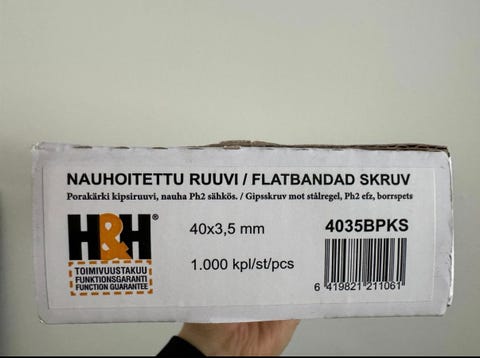 NAUHOITETTU RUUVI / FLATBANDAD SKRUV
Porakärki kipsiruuvi, nauha Ph2 sähkös. / Gipsskruv mot stålregel, Ph2 efz, borrspets
H&H®
40x3,5 mm
4035BPKS
TOIMIVUUSTAKUU
FUNKTIONSGARANTI
FUNCTION GUARANTEE
1.000 kpl/st/pcs
6 419821 211061